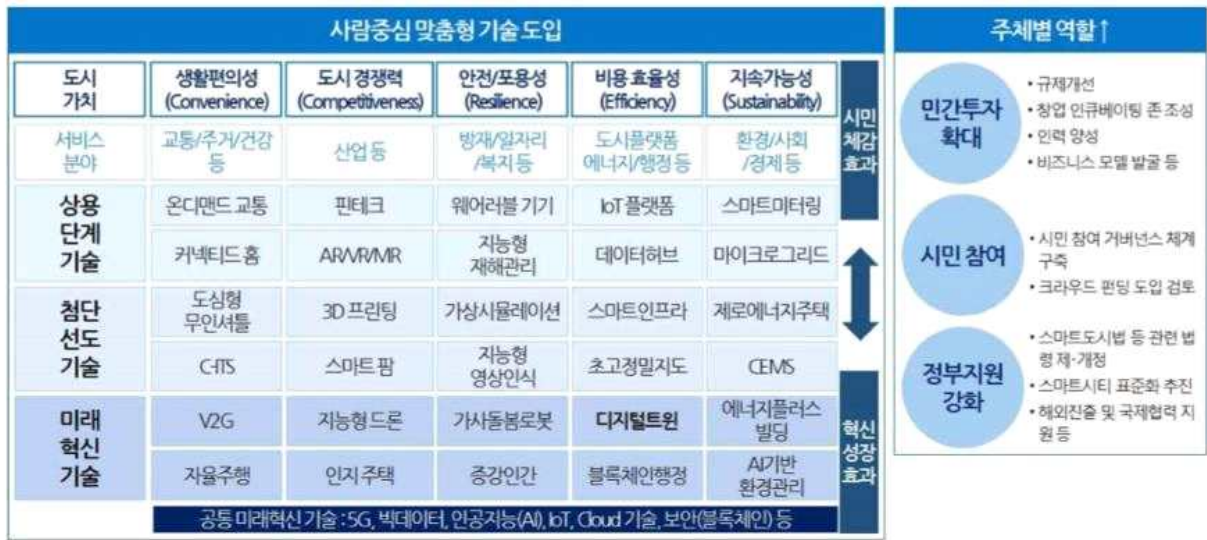 사람중심 맞춤형 기술 도입
도시 가치
생활편의성 (Convenience)
도시 경쟁력 (Competitiveness)
안전/포용성 (Resilience)
비용 효율성 (Efficiency)
지속가능성 (Sustainability)
서비스 분야
교통/주거/건강 등
산업 등
방재/일자리 /복지 등
도시플랫폼 에너지/행정 등
환경/사회 /경제 등
시민 체감 효과
상용 단계 기술
온디맨드 교통
핀테크
웨어러블 기기
IoT 플랫폼
스마트미터링
커넥티드 홈
AR/VR/MR
지능형 재해관리
데이터허브
마이크로그리드
첨단 선도 기술
도심형 무인셔틀
3D 프린팅
가상시뮬레이션
스마트인프라
제로에너지주택
C-ITS
스마트 팜
지능형 영상인식
초고정밀지도
CEMS
미래 혁신 기술
V2G
지능형 드론
가사돌봄로봇
디지털트윈
에너지플러스 빌딩
자율주행
인지 주택
증강인간
블록체인행정
AI기반 환경관리
혁신 성장 효과
공통 미래혁신 기술 : 5G, 빅데이터, 인공지능(AI), IoT, Cloud 기술, 보안(블록체인) 등
주체별 역할↑
민간투자 확대
• 규제개선
• 창업 인큐베이팅 존 조성
• 인력 양성
• 비즈니스 모델 발굴 등
시민 참여
• 시민 참여 거버넌스 체계
구축
• 크라우드 펀딩 도입 검토
정부지원 강화
• 스마트도시법 등 관련 법
령 제·개정
• 스마트시티 표준화 추진
• 해외진출 및 국제협력 지
원 등